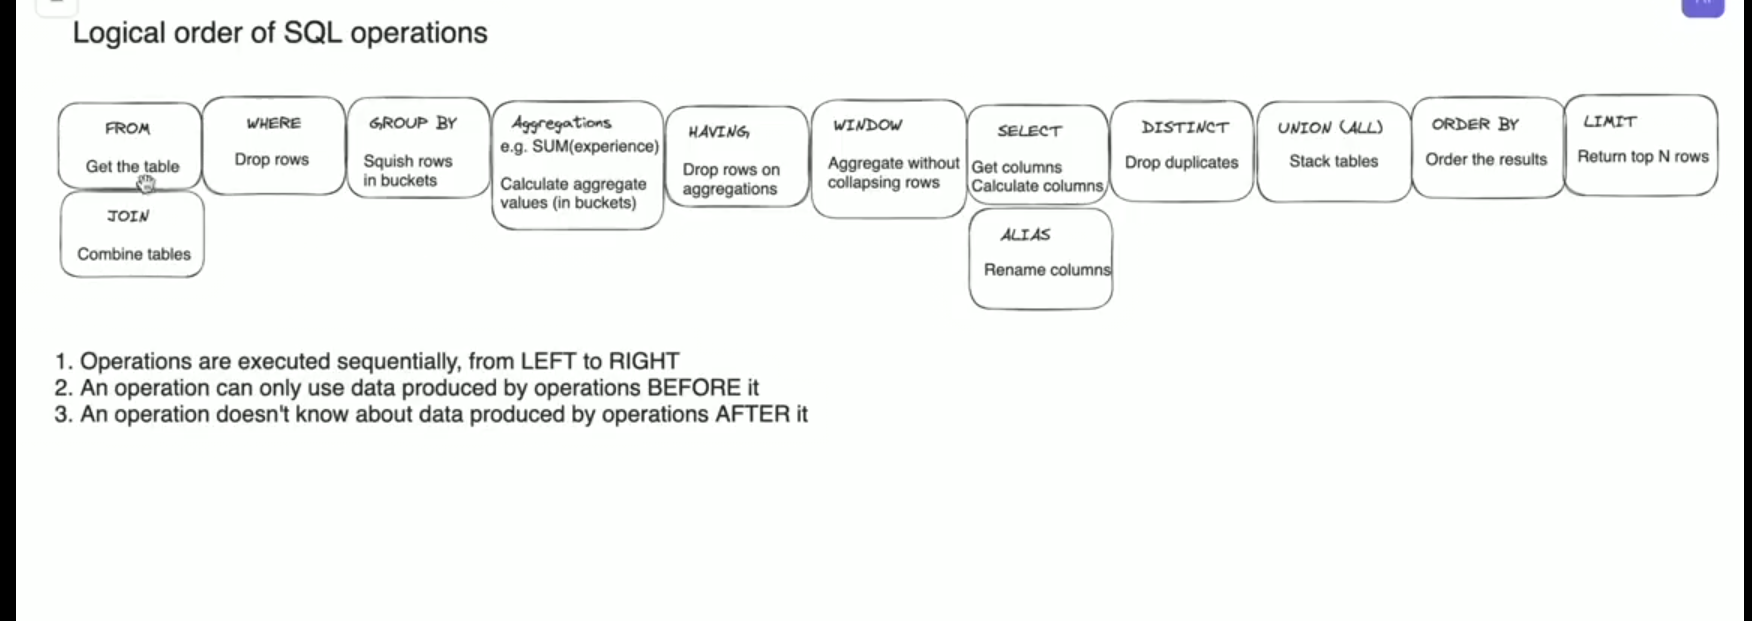 Logical order of SQL operations
FROM
Get the table
JOIN
Combine tables
WHERE
Drop rows
GROUP BY
Squish rows
in buckets
Aggregations
e.g. SUM(experience)
Calculate aggregate
values (in buckets)
HAVING
Drop rows on
aggregations
WINDOW
Aggregate without
collapsing rows
SELECT
Get columns
Calculate columns
ALIAS
Rename columns
DISTINCT
Drop duplicates
UNION (ALL)
Stack tables
ORDER BY
Order the results
LIMIT
Return top N rows
1. Operations are executed sequentially, from LEFT to RIGHT
2. An operation can only use data produced by operations BEFORE it
3. An operation doesn't know about data produced by operations AFTER it